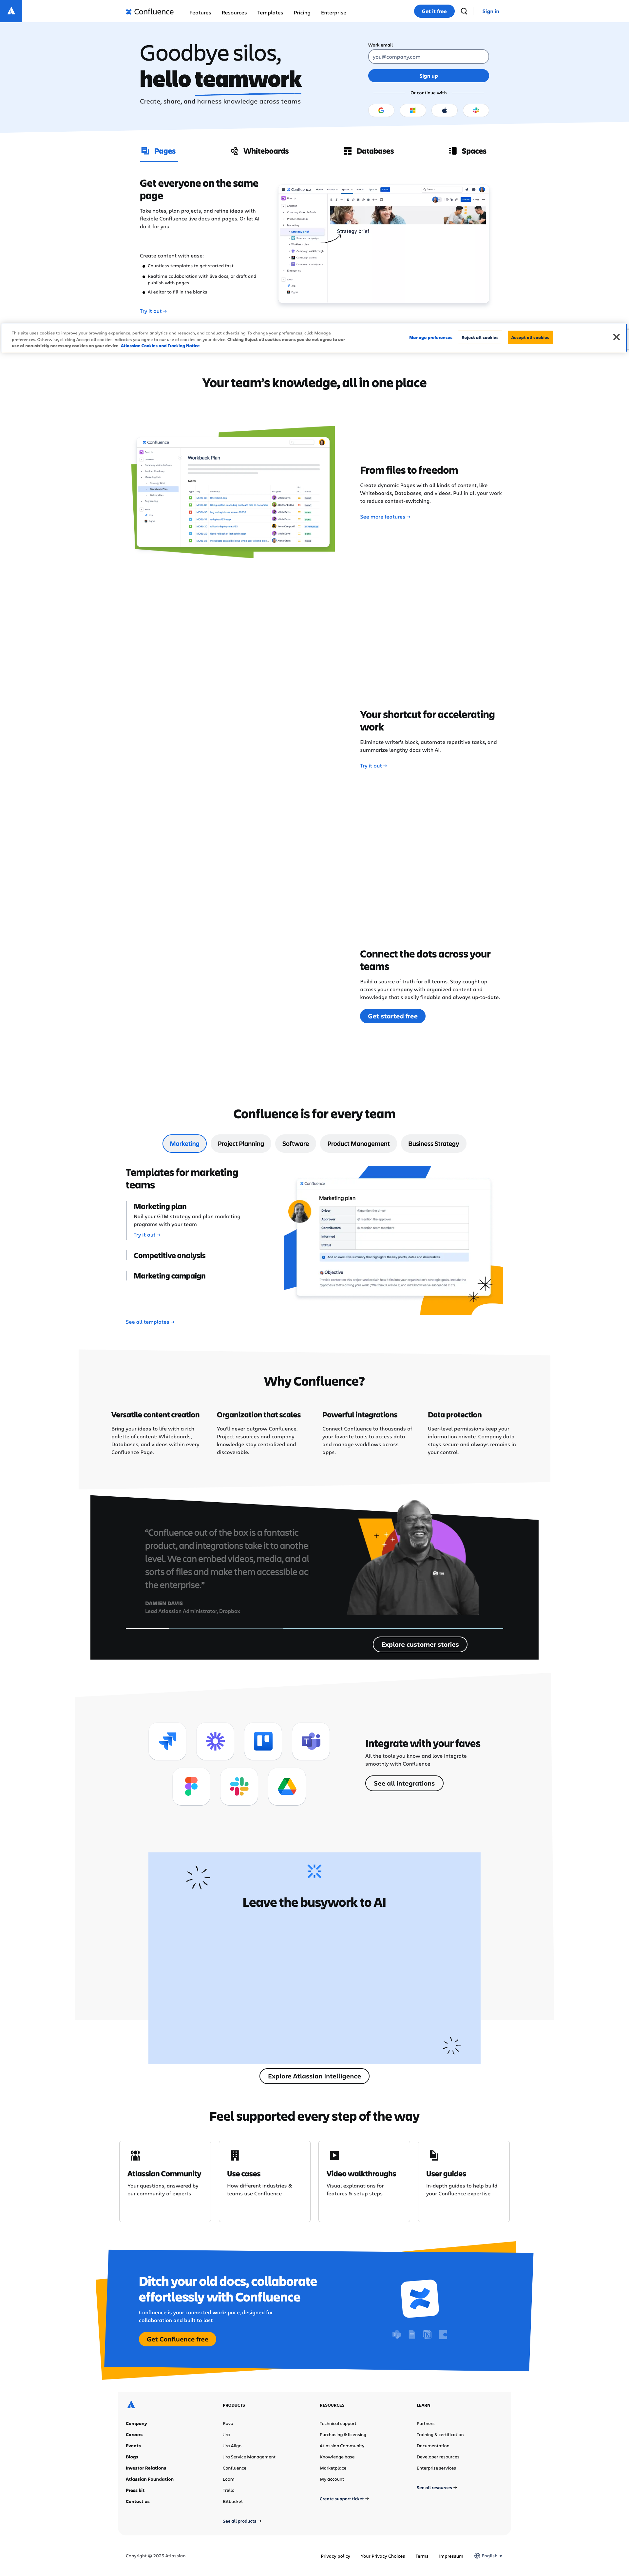 Confluence
Features
Resources
Templates
Pricing
Enterprise
Get it free
Sign in
Goodbye silos,
hello teamwork
Create, share, and harness knowledge across teams
Work email
you@company.com
Sign up
Or continue with
Pages
Whiteboards
Databases
Spaces
Get everyone on the same
page
Take notes, plan projects, and refine ideas with
flexible Confluence live docs and pages. Or let AI
do it for you.
Create content with ease:
Countless templates to get started fast
Realtime collaboration with live docs, or draft and
publish with pages
AI editor to fill in the blanks
Try it out →
Confluence
Strategy brief
This site uses cookies to improve your browsing experience, perform analytics and research, and conduct advertising. To change your preferences, click Manage
preferences. Otherwise, clicking Accept all cookies indicates you agree to our use of cookies on your device. Clicking Reject all cookies means you do not agree to our
use of non-strictly necessary cookies on your device. Atlassian Cookies and Tracking Notice
Manage preferences
Reject all cookies
Accept all cookies
Your team's knowledge, all in one place
Confluence
Workback Plan
From files to freedom
Create dynamic Pages with all kinds of content, like
Whiteboards, Databases, and videos. Pull in all your work
to reduce context-switching.
See more features →
Your shortcut for accelerating
work
Eliminate writer's block, automate repetitive tasks, and
summarize lengthy docs with AI.
Try it out →
Connect the dots across your
teams
Build a source of truth for all teams. Stay caught up
across your company with organized content and
knowledge that's easily findable and always up-to-date.
Get started free
Confluence is for every team
Marketing
Project Planning
Software
Product Management
Business Strategy
Templates for marketing
teams
Marketing plan
Nail your GTM strategy and plan marketing
programs with your team
Try it out →
Competitive analysis
Marketing campaign
See all templates →
Confluence
Marketing plan
Driver
@mention the driver
Approver
@mention the approver
Contributors
@mention team members
Informed
Status
Add an executive summary that highlights the key points, dates and deliverables.
Objective
Why Confluence?
Versatile content creation
Bring your ideas to life with a rich
palette of content: Whiteboards,
Databases, and videos within every
Confluence Page.
Organization that scales
You'll never outgrow Confluence.
Project resources and company
knowledge stay centralized and
discoverable.
Powerful integrations
Connect Confluence to thousands of
your favorite tools to access data
and manage workflows across
apps.
Data protection
User-level permissions keep your
information private. Company data
stays secure and always remains in
your control.
“Confluence out of the box is a fantastic
product, and integrations take it to another
level. We can embed videos, media, and al
sorts of files and make them accessible ac
the enterprise.”
DAMIEN DAVIS
Lead Atlassian Administrator, Dropbox
Explore customer stories
Integrate with your faves
All the tools you know and love integrate
smoothly with Confluence
See all integrations
Leave the busywork to AI
Explore Atlassian Intelligence
Feel supported every step of the way
Atlassian Community
Your questions, answered by
our community of experts
Use cases
How different industries &
teams use Confluence
Video walkthroughs
Visual explanations for
features & setup steps
User guides
In-depth guides to help build
your Confluence expertise
Ditch your old docs, collaborate
effortlessly with Confluence
Confluence is your connected workspace, designed for
collaboration and built to last
Get Confluence free
Company
Careers
Events
Blogs
Investor Relations
Atlassian Foundation
Press kit
Contact us
PRODUCTS
Rovo
Jira
Jira Align
Jira Service Management
Confluence
Loom
Trello
Bitbucket
See all products →
RESOURCES
Technical support
Purchasing & licensing
Atlassian Community
Knowledge base
Marketplace
My account
Create support ticket →
LEARN
Partners
Training & certification
Documentation
Developer resources
Enterprise services
See all resources →
Copyright © 2025 Atlassian
Privacy policy
Your Privacy Choices
Terms
Impressum
English